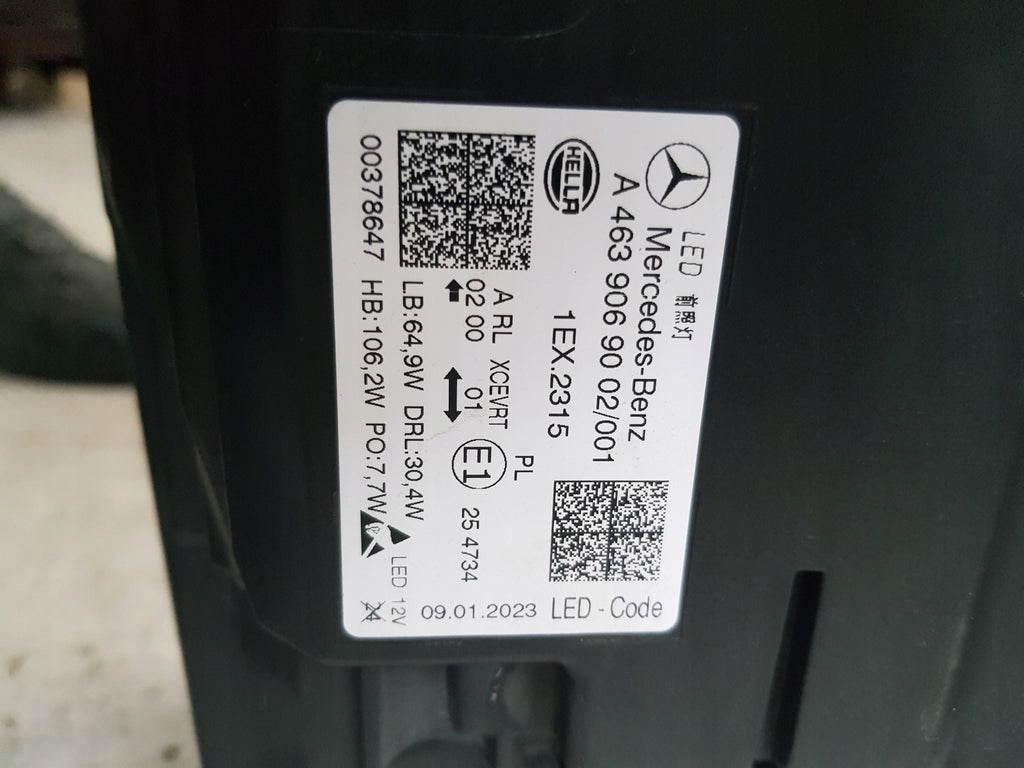 LED 前照灯
Mercedes-Benz
A 463 906 90 02/001
HELLA
1EX.2315
LED - Code
PL
A RL XCEVRT
02 00 01
E1
25 4734
09.01.2023
LB:64,9W DRL:30,4W
LED 12V
00378647 HB:106,2W PO:7,7W